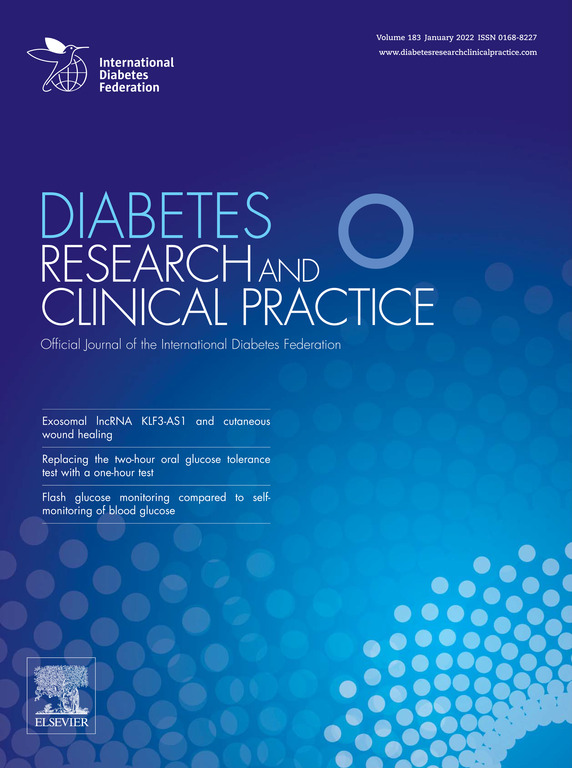 Volume 183 January 2022 ISSN 0168-8227
www.diabetesresearchclinicalpractice.com
International
Diabetes
Federation
DIABETES
RESEARCH AND
CLINICAL PRACTICE
Official Journal of the International Diabetes Federation
Exosomal lncRNA KLF3-AS1 and cutaneous
wound healing
Replacing the two-hour oral glucose tolerance
test with a one-hour test
Flash glucose monitoring compared to self-
monitoring of blood glucose
ELSEVIER